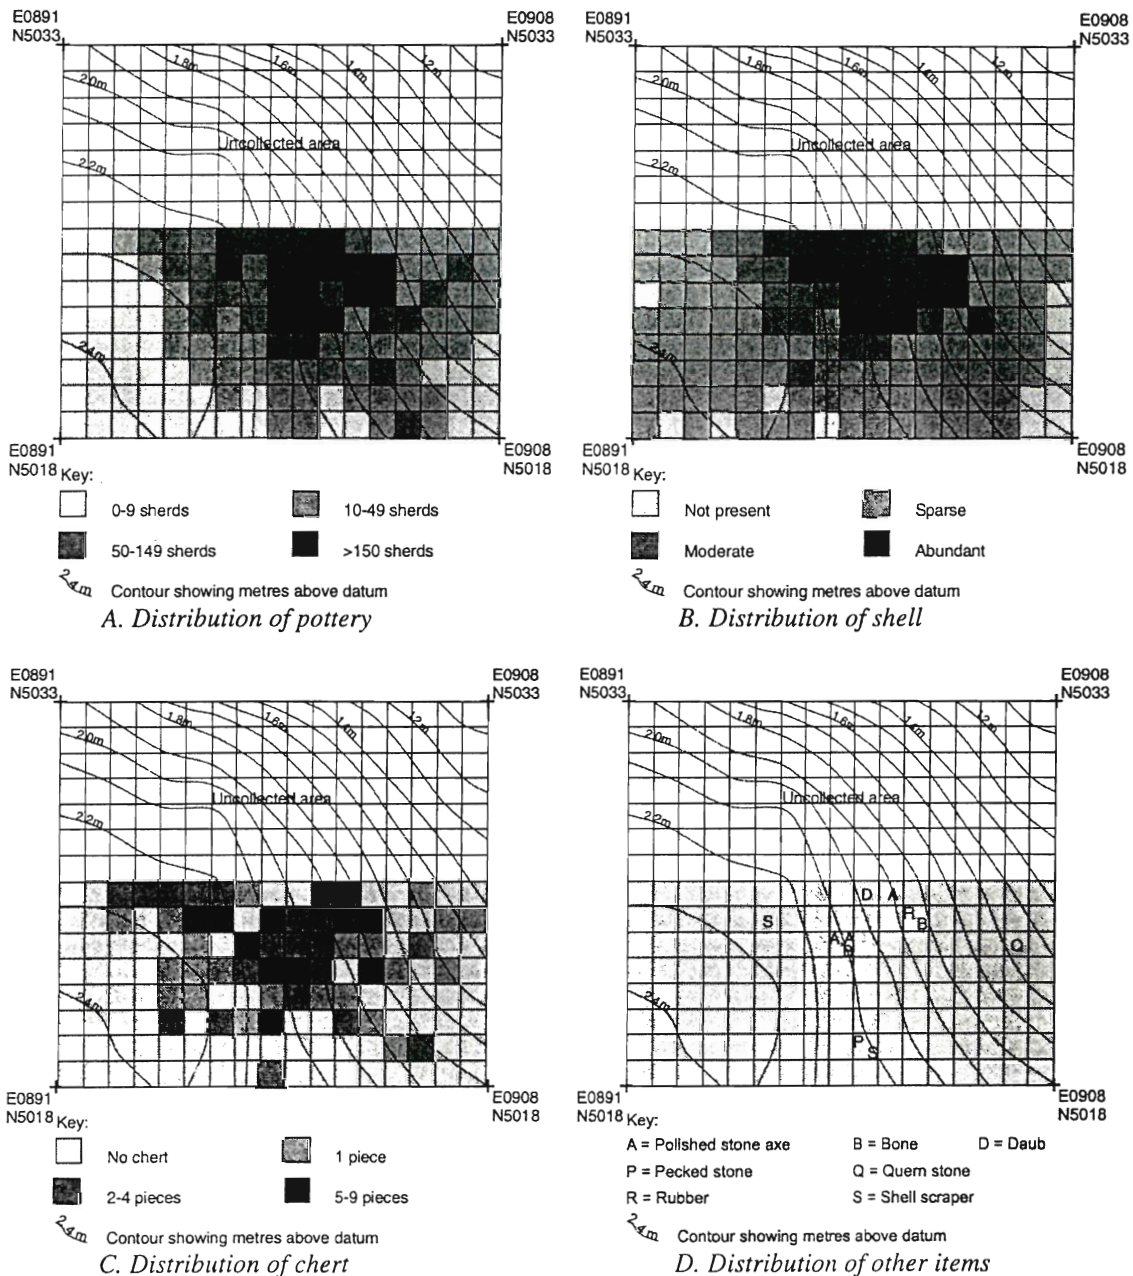 E0891
N5033
E0908
N5033
1.8m
1.6m
1.4m
1.2m
2.0m
Uncollected area
2.2m
2.4m
E0891
N5018
E0908
N5018
Key:
0-9 sherds
10-49 sherds
50-149 sherds
>150 sherds
2.4m
Contour showing metres above datum
A. Distribution of pottery
E0891
N5033
E0908
N5033
1.8m
1.6m
1.4m
1.2m
2.0m
Uncollected area
2.2m
2.4m
E0891
N5018
E0908
N5018
Key:
Not present
Sparse
Moderate
Abundant
2.4m
Contour showing metres above datum
B. Distribution of shell
E0891
N5033
E0908
N5033
1.8m
1.6m
1.4m
1.2m
2.0m
Uncollected area
2.2m
2.4m
E0891
N5018
E0908
N5018
Key:
No chert
1 piece
2-4 pieces
5-9 pieces
2.4m
Contour showing metres above datum
C. Distribution of chert
E0891
N5033
E0908
N5033
1.8m
1.6m
1.4m
1.2m
2.0m
Uncollected area
2.2m
D A
S R B
A A
Q
2.4m
P S
E0891
N5018
E0908
N5018
Key:
A = Polished stone axe
B = Bone
D = Daub
P = Pecked stone
Q = Quern stone
R = Rubber
S = Shell scraper
2.4m
Contour showing metres above datum
D. Distribution of other items